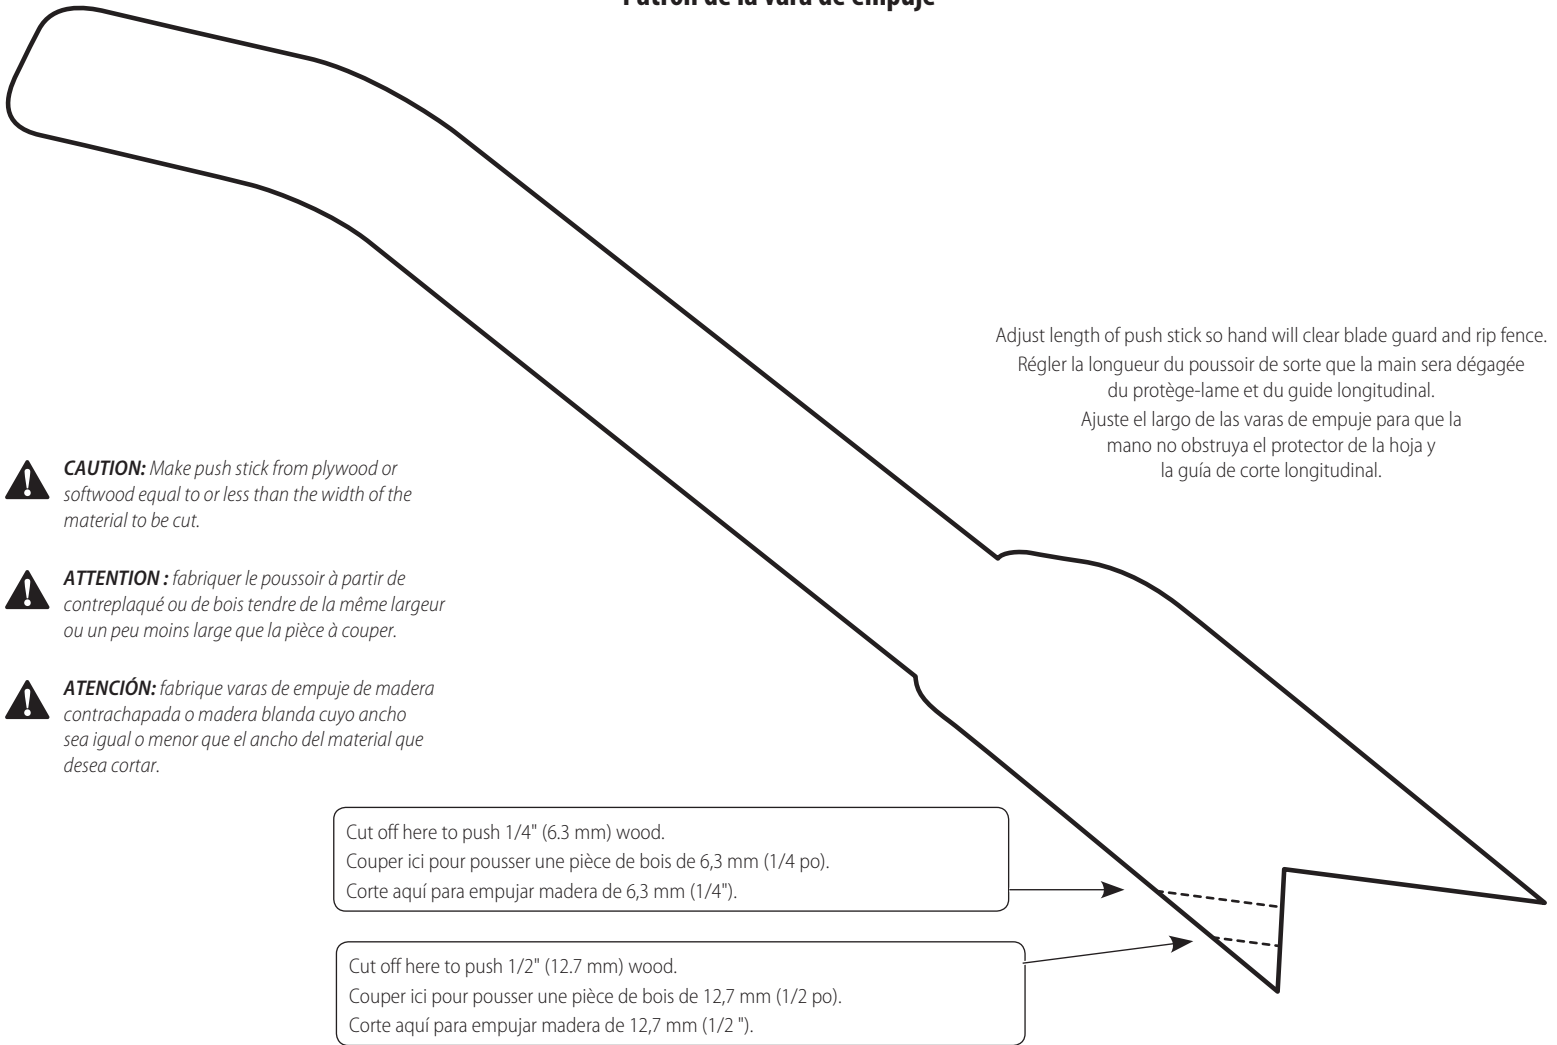 Patrón de la vara de empuje
Adjust length of push stick so hand will clear blade guard and rip fence.
Régler la longueur du poussoir de sorte que la main sera dégagée
du protège-lame et du guide longitudinal.
Ajuste el largo de las varas de empuje para que la
mano no obstruya el protector de la hoja y
la guía de corte longitudinal.
CAUTION: Make push stick from plywood or
softwood equal to or less than the width of the
material to be cut.
ATTENTION : fabriquer le poussoir à partir de
contreplaqué ou de bois tendre de la même largeur
ou un peu moins large que la pièce à couper.
ATENCIÓN: fabrique varas de empuje de madera
contrachapada o madera blanda cuyo ancho
sea igual o menor que el ancho del material que
desea cortar.
Cut off here to push 1/4" (6.3 mm) wood.
Couper ici pour pousser une pièce de bois de 6,3 mm (1/4 po).
Corte aquí para empujar madera de 6,3 mm (1/4").
Cut off here to push 1/2" (12.7 mm) wood.
Couper ici pour pousser une pièce de bois de 12,7 mm (1/2 po).
Corte aquí para empujar madera de 12,7 mm (1/2 ").